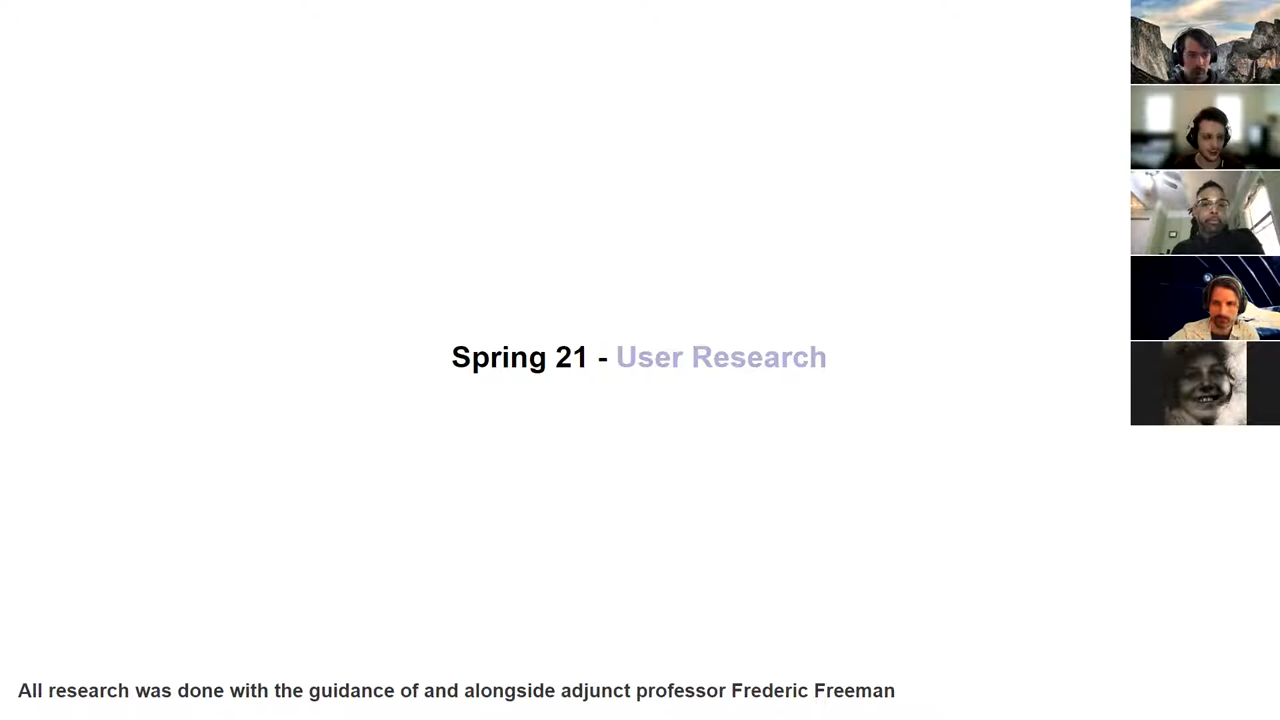 Spring 21 - User Research
All research was done with the guidance of and alongside adjunct professor Frederic Freeman